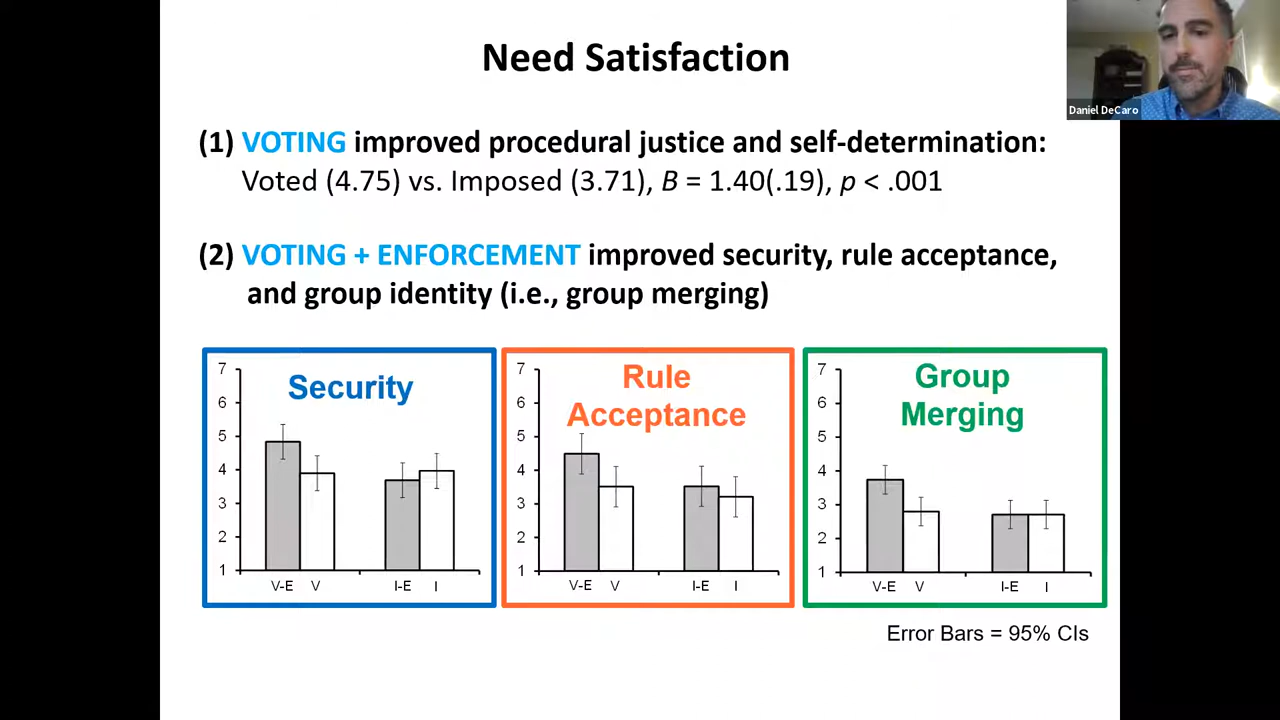 Need Satisfaction
Daniel DeCaro
(1) VOTING improved procedural justice and self-determination:
Voted (4.75) vs. Imposed (3.71), B = 1.40(.19), p < .001
(2) VOTING + ENFORCEMENT improved security, rule acceptance,
and group identity (i.e., group merging)
Security
7
6
5
4
3
2
1
V-E V I-E I
Rule
Acceptance
7
6
5
4
3
2
1
V-E V I-E I
Group
Merging
7
6
5
4
3
2
1
V-E V I-E I
Error Bars = 95% CIs